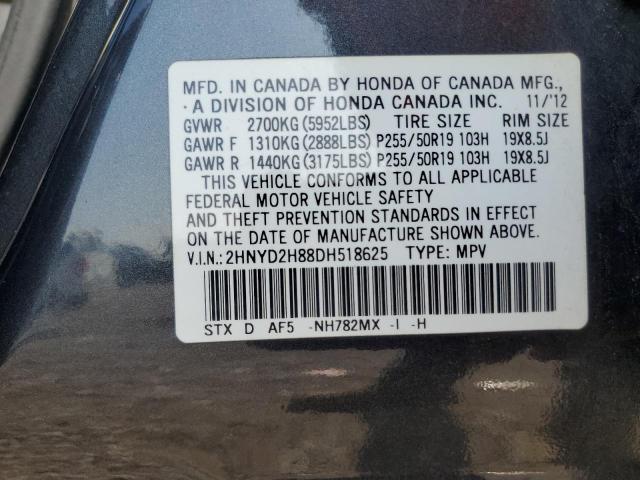 MFD. IN CANADA BY HONDA OF CANADA MFG.,
A DIVISION OF HONDA CANADA INC. 11/'12
GVWR 2700KG (5952LBS) TIRE SIZE RIM SIZE
GAWR F 1310KG (2888LBS) P255/50R19 103H 19X8.5J
GAWR R 1440KG (3175LBS) P255/50R19 103H 19X8.5J
THIS VEHICLE CONFORMS TO ALL APPLICABLE
FEDERAL MOTOR VEHICLE SAFETY
AND THEFT PREVENTION STANDARDS IN EFFECT
ON THE DATE OF MANUFACTURE SHOWN ABOVE.
V.I.N.: 2HNYD2H88DH518625 TYPE: MPV
STX D AF5 -NH782MX -I -H